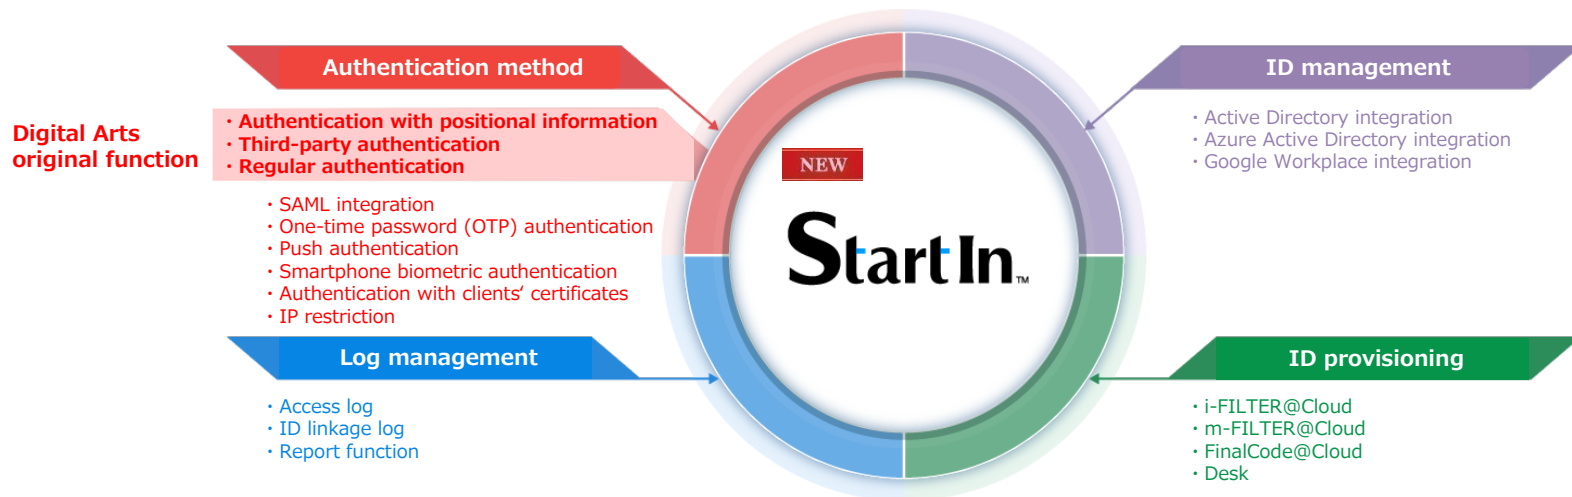 Authentication method
Digital Arts
original function
・Authentication with positional information
・Third-party authentication
・Regular authentication
・SAML integration
・One-time password (OTP) authentication
・Push authentication
・Smartphone biometric authentication
・Authentication with clients‘ certificates
・IP restriction
Log management
・Access log
・ID linkage log
・Report function
NEW
StartIn™
ID management
・Active Directory integration
・Azure Active Directory integration
・Google Workplace integration
ID provisioning
・i-FILTER@Cloud
・m-FILTER@Cloud
・FinalCode@Cloud
・Desk